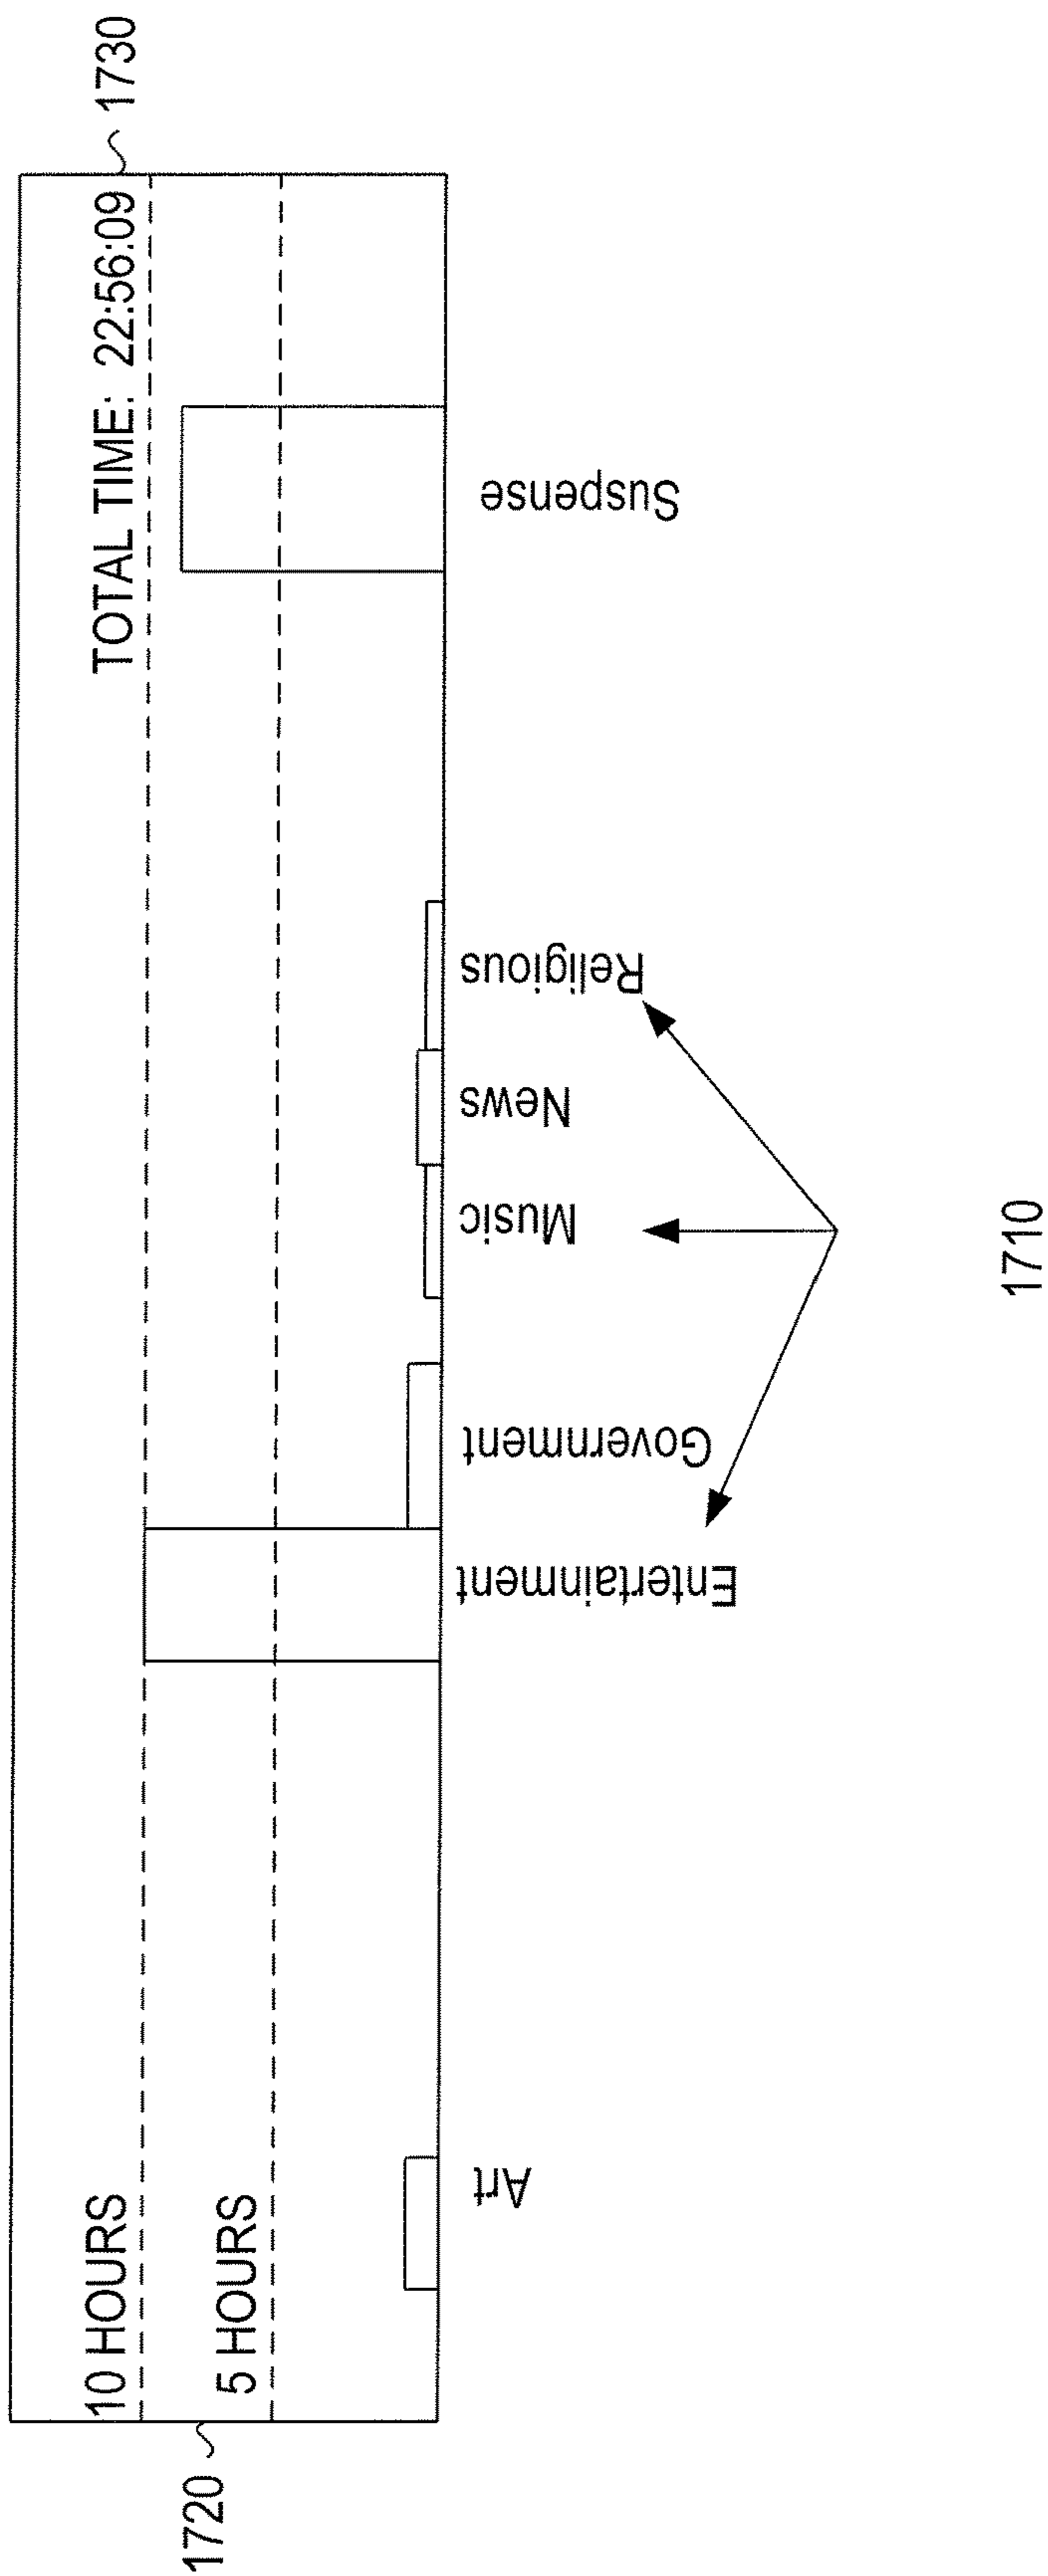 1730
TOTAL TIME: 22:56:09
10 HOURS
5 HOURS
1720
Art
Entertainment
Government
Music
News
Religious
Suspense
1710